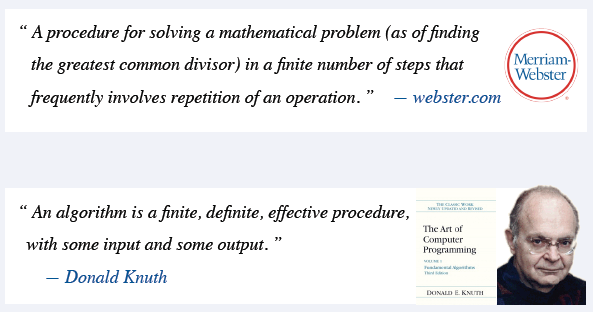 “ A procedure for solving a mathematical problem (as of finding
the greatest common divisor) in a finite number of steps that
frequently involves repetition of an operation. ” — webster.com
Merriam-
Webster
“ An algorithm is a finite, definite, effective procedure,
with some input and some output. ”
— Donald Knuth
THE CLASSIC WORK
NEWLY UPDATED AND REVISED
The Art of
Computer
Programming
VOLUME 1
Fundamental Algorithms
Third Edition
DONALD E. KNUTH